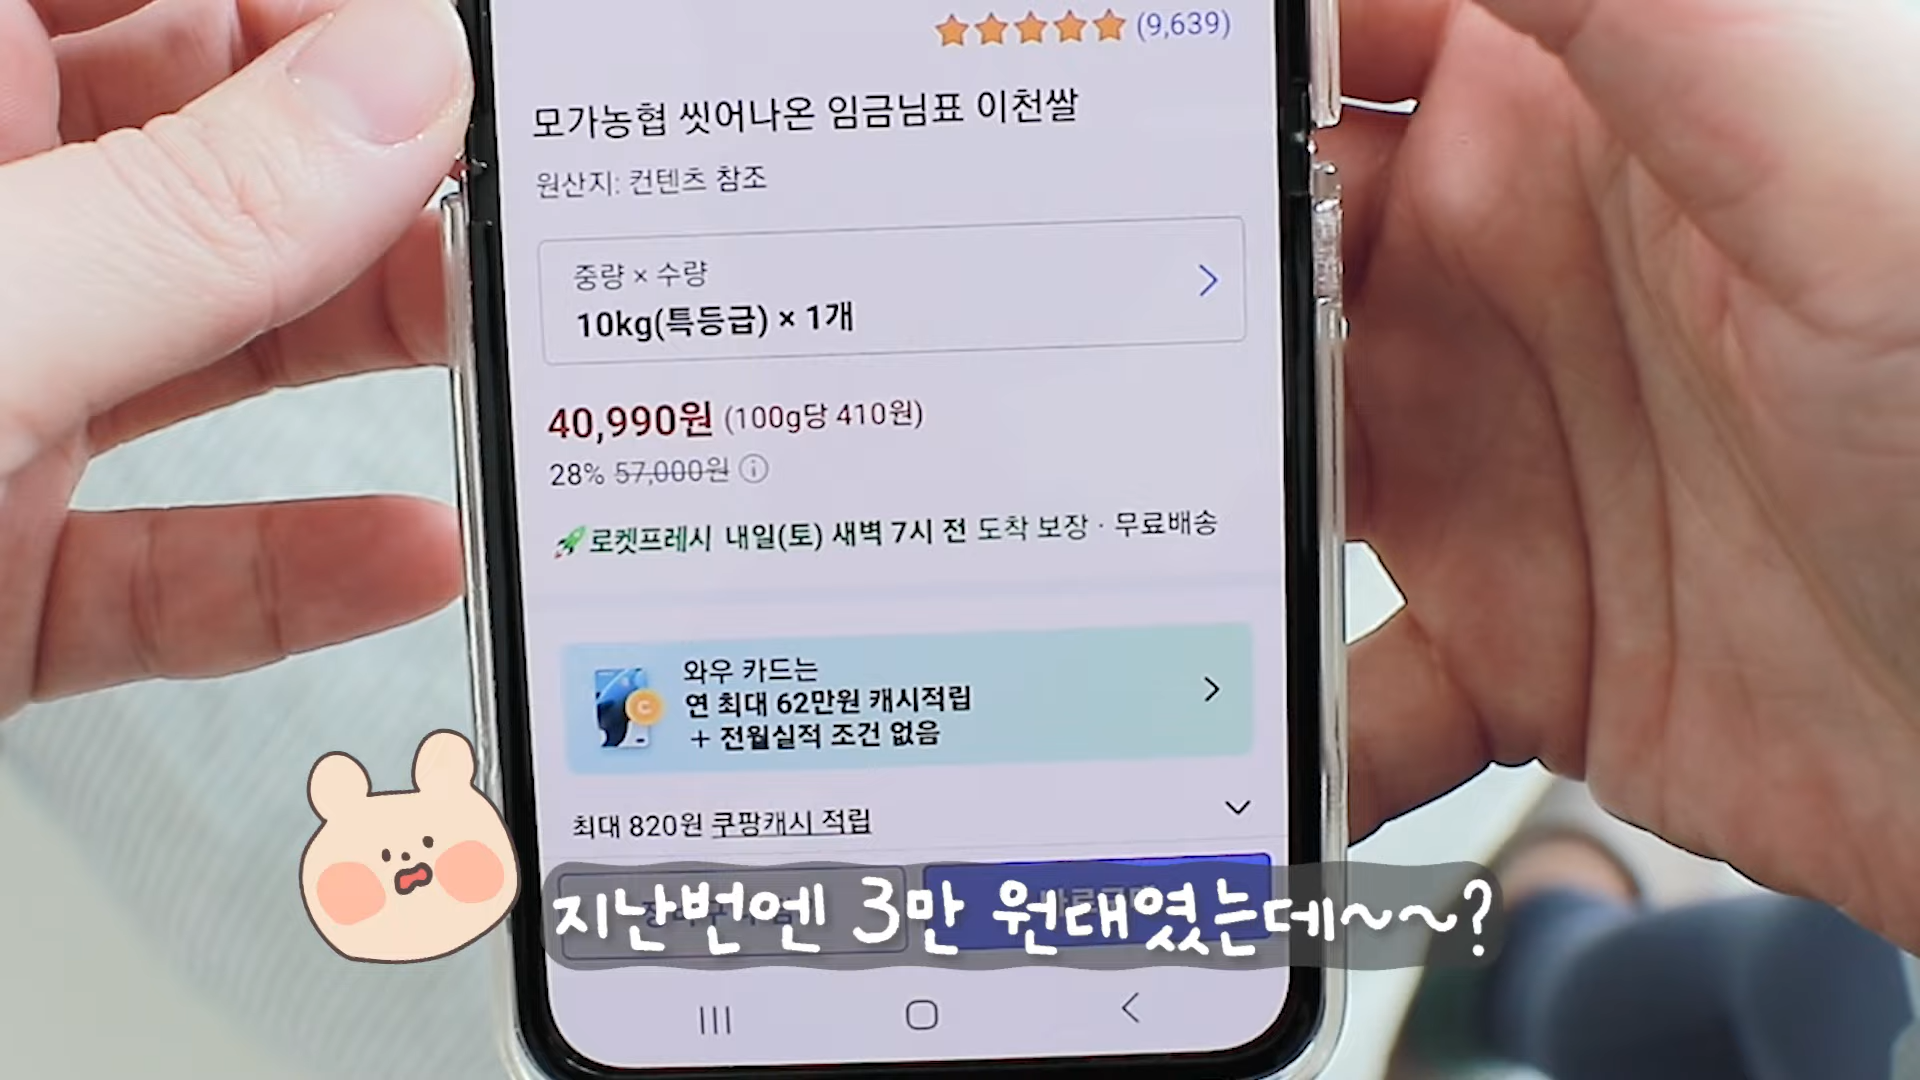 (9,639)
모가농협 씻어나온 임금님표 이천쌀
원산지: 컨텐츠 참조
중량 × 수량
10kg(특등급) × 1개
40,990원 (100g당 410원)
28% 57,000원
로켓프레시 내일(토) 새벽 7시 전 도착 보장 · 무료배송
와우 카드는
연 최대 62만원 캐시적립
+ 전월실적 조건 없음
최대 820원 쿠팡캐시 적립
지난번엔 3만 원대였는데~~~?